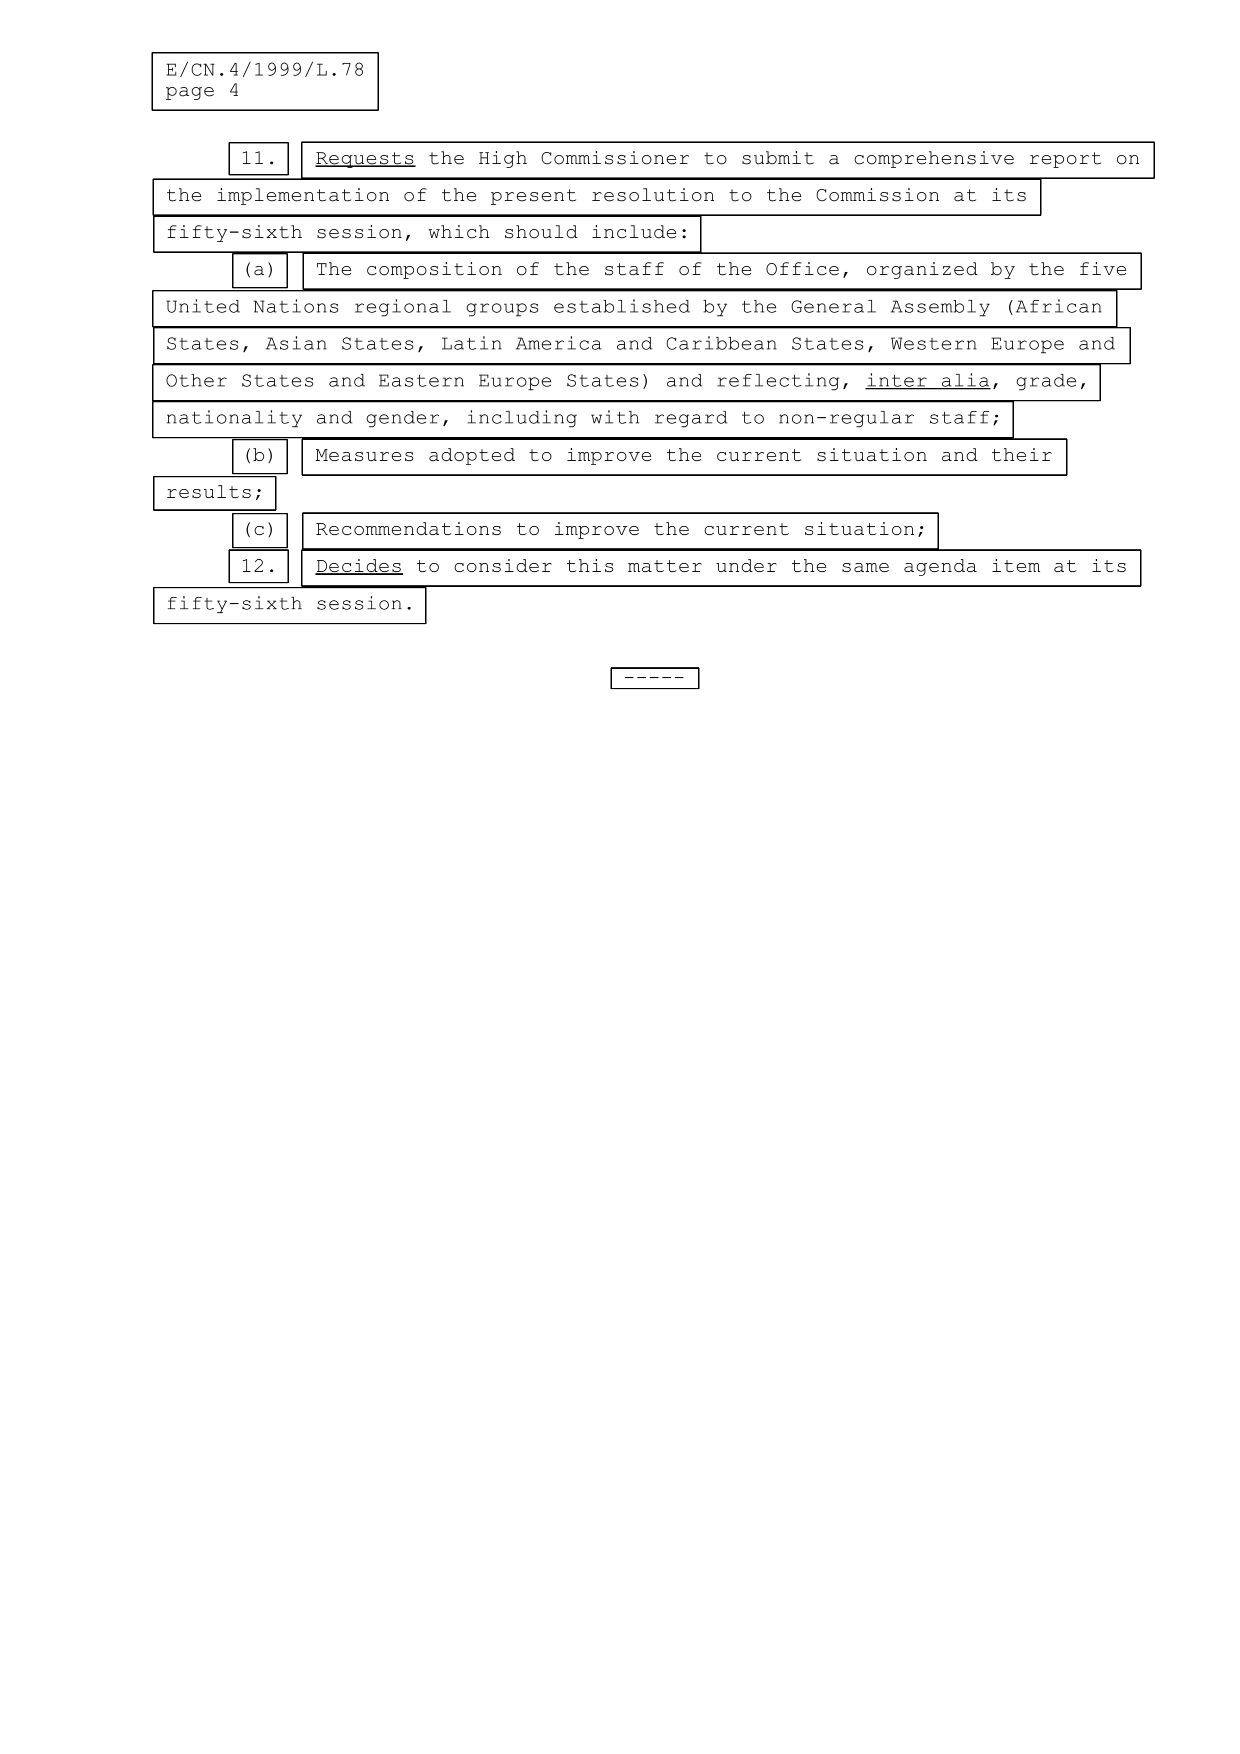 E/CN.4/1999/L.78
page 4
11. Requests the High Commissioner to submit a comprehensive report on
the implementation of the present resolution to the Commission at its
fifty-sixth session, which should include:
(a) The composition of the staff of the Office, organized by the five
United Nations regional groups established by the General Assembly (African
States, Asian States, Latin America and Caribbean States, Western Europe and
Other States and Eastern Europe States) and reflecting, inter alia, grade,
nationality and gender, including with regard to non-regular staff;
(b) Measures adopted to improve the current situation and their
results;
(c) Recommendations to improve the current situation;
12. Decides to consider this matter under the same agenda item at its
fifty-sixth session.
-----